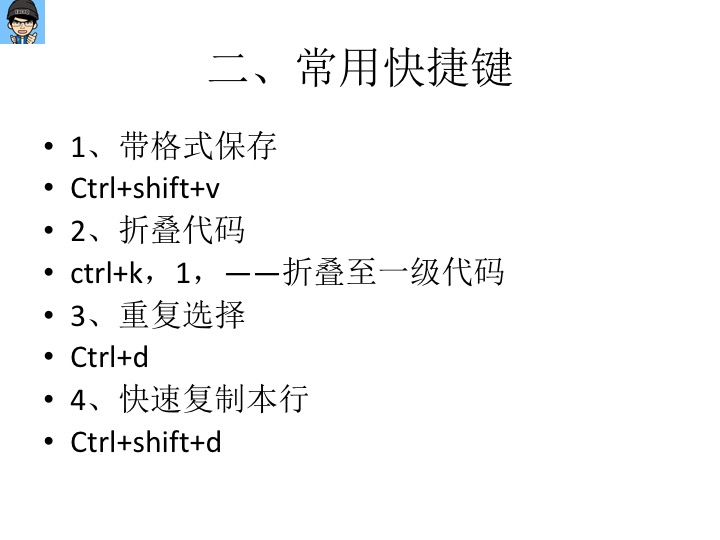 二、常用快捷键
• 1、带格式保存
• Ctrl+shift+v
• 2、折叠代码
• ctrl+k，1，——折叠至一级代码
• 3、重复选择
• Ctrl+d
• 4、快速复制本行
• Ctrl+shift+d